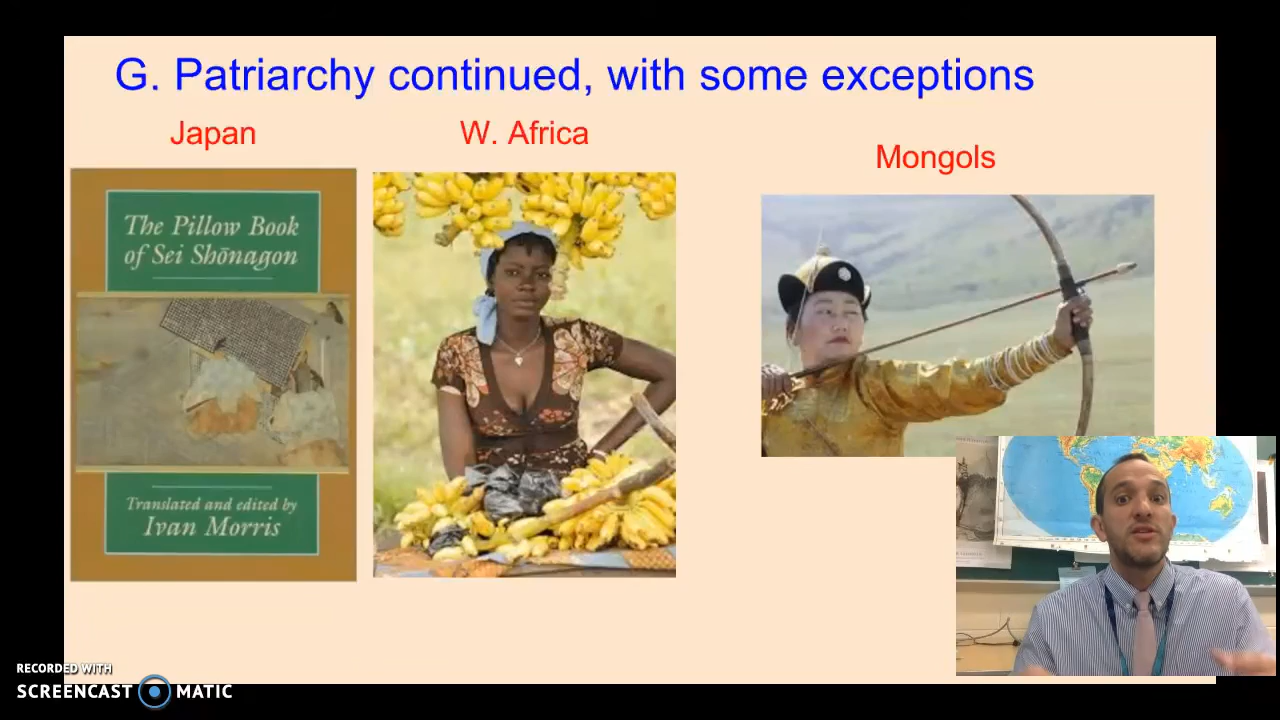 G. Patriarchy continued, with some exceptions
Japan
W. Africa
Mongols
The Pillow Book
of Sei Shōnagon
Translated and edited by
Ivan Morris
RECORDED WITH
SCREENCAST MATIC